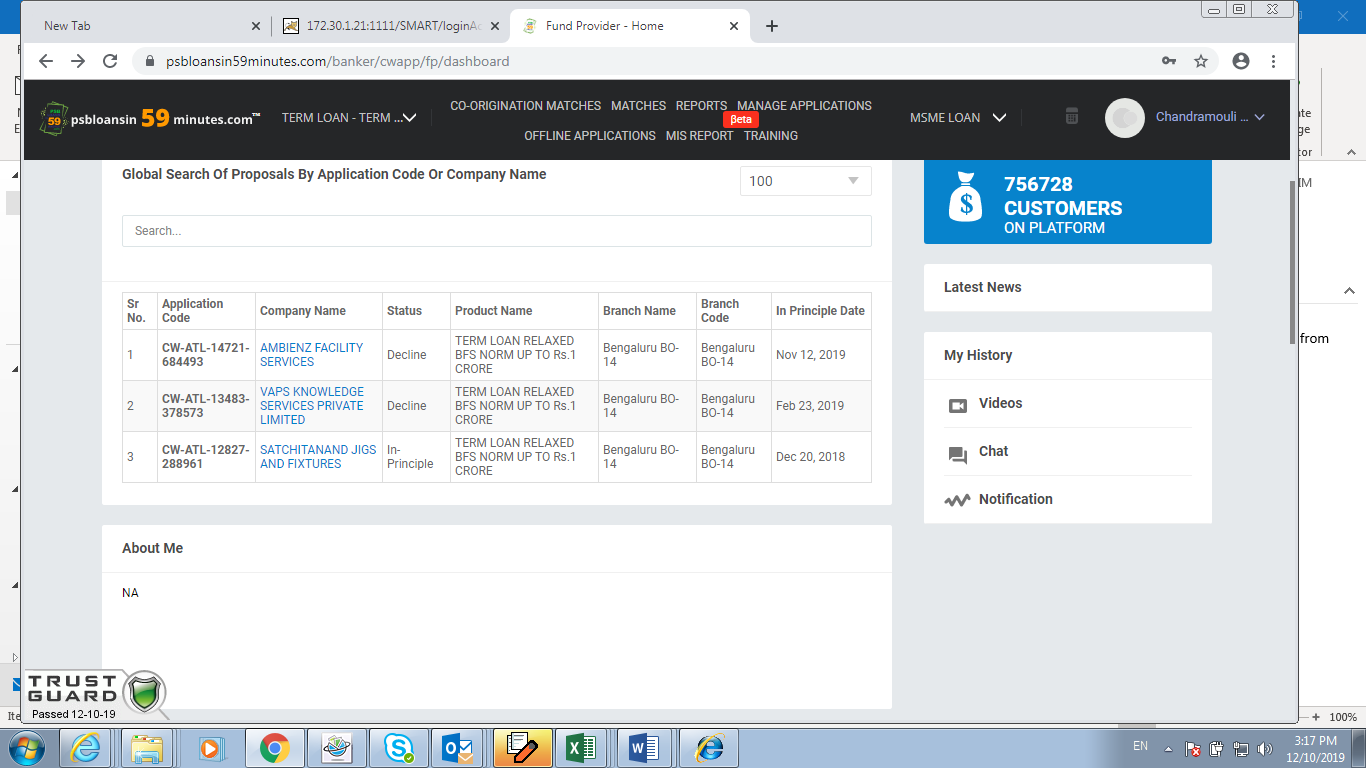 New Tab
172.30.1.21:1111/SMART/loginAc
Fund Provider - Home
psbloansin59minutes.com/banker/cwapp/fp/dashboard
PSB
59
psbloansin 59 minutes.com™
TERM LOAN - TERM ...
CO-ORIGINATION MATCHES MATCHES REPORTS MANAGE APPLICATIONS
βeta
OFFLINE APPLICATIONS MIS REPORT TRAINING
MSME LOAN
Chandramouli ...
Global Search Of Proposals By Application Code Or Company Name
100
Search...
Sr No. Application Code Company Name Status Product Name Branch Name Branch Code In Principle Date
1 CW-ATL-14721-684493 AMBIENZ FACILITY SERVICES Decline TERM LOAN RELAXED BFS NORM UP TO Rs.1 CRORE Bengaluru BO-14 Bengaluru BO-14 Nov 12, 2019
2 CW-ATL-13483-378573 VAPS KNOWLEDGE SERVICES PRIVATE LIMITED Decline TERM LOAN RELAXED BFS NORM UP TO Rs.1 CRORE Bengaluru BO-14 Bengaluru BO-14 Feb 23, 2019
3 CW-ATL-12827-288961 SATCHITANAND JIGS AND FIXTURES In-Principle TERM LOAN RELAXED BFS NORM UP TO Rs.1 CRORE Bengaluru BO-14 Bengaluru BO-14 Dec 20, 2018
About Me
NA
756728
CUSTOMERS
ON PLATFORM
Latest News
My History
Videos
Chat
Notification
from
TRUST
GUARD
Passed 12-10-19
100%
EN
3:17 PM
12/10/2019